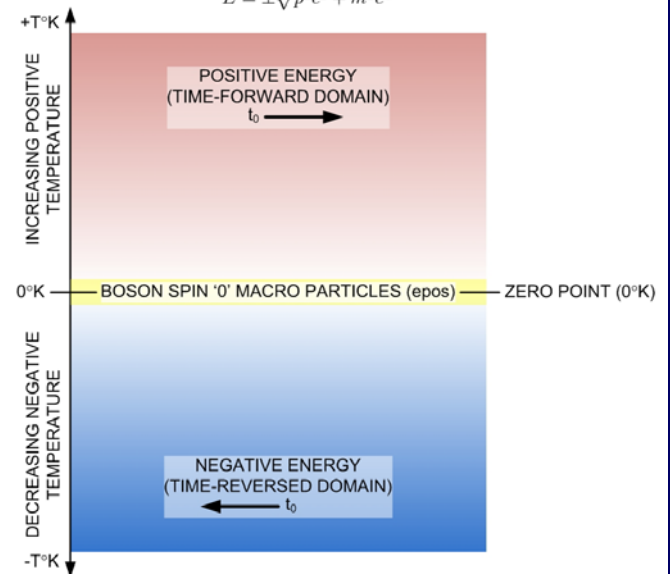 +T°K
INCREASING POSITIVE
TEMPERATURE
POSITIVE ENERGY
(TIME-FORWARD DOMAIN)
t₀
0°K
BOSON SPIN ‘0’ MACRO PARTICLES (epos)
ZERO POINT (0°K)
DECREASING NEGATIVE
TEMPERATURE
NEGATIVE ENERGY
(TIME-REVERSED DOMAIN)
t₀
-T°K